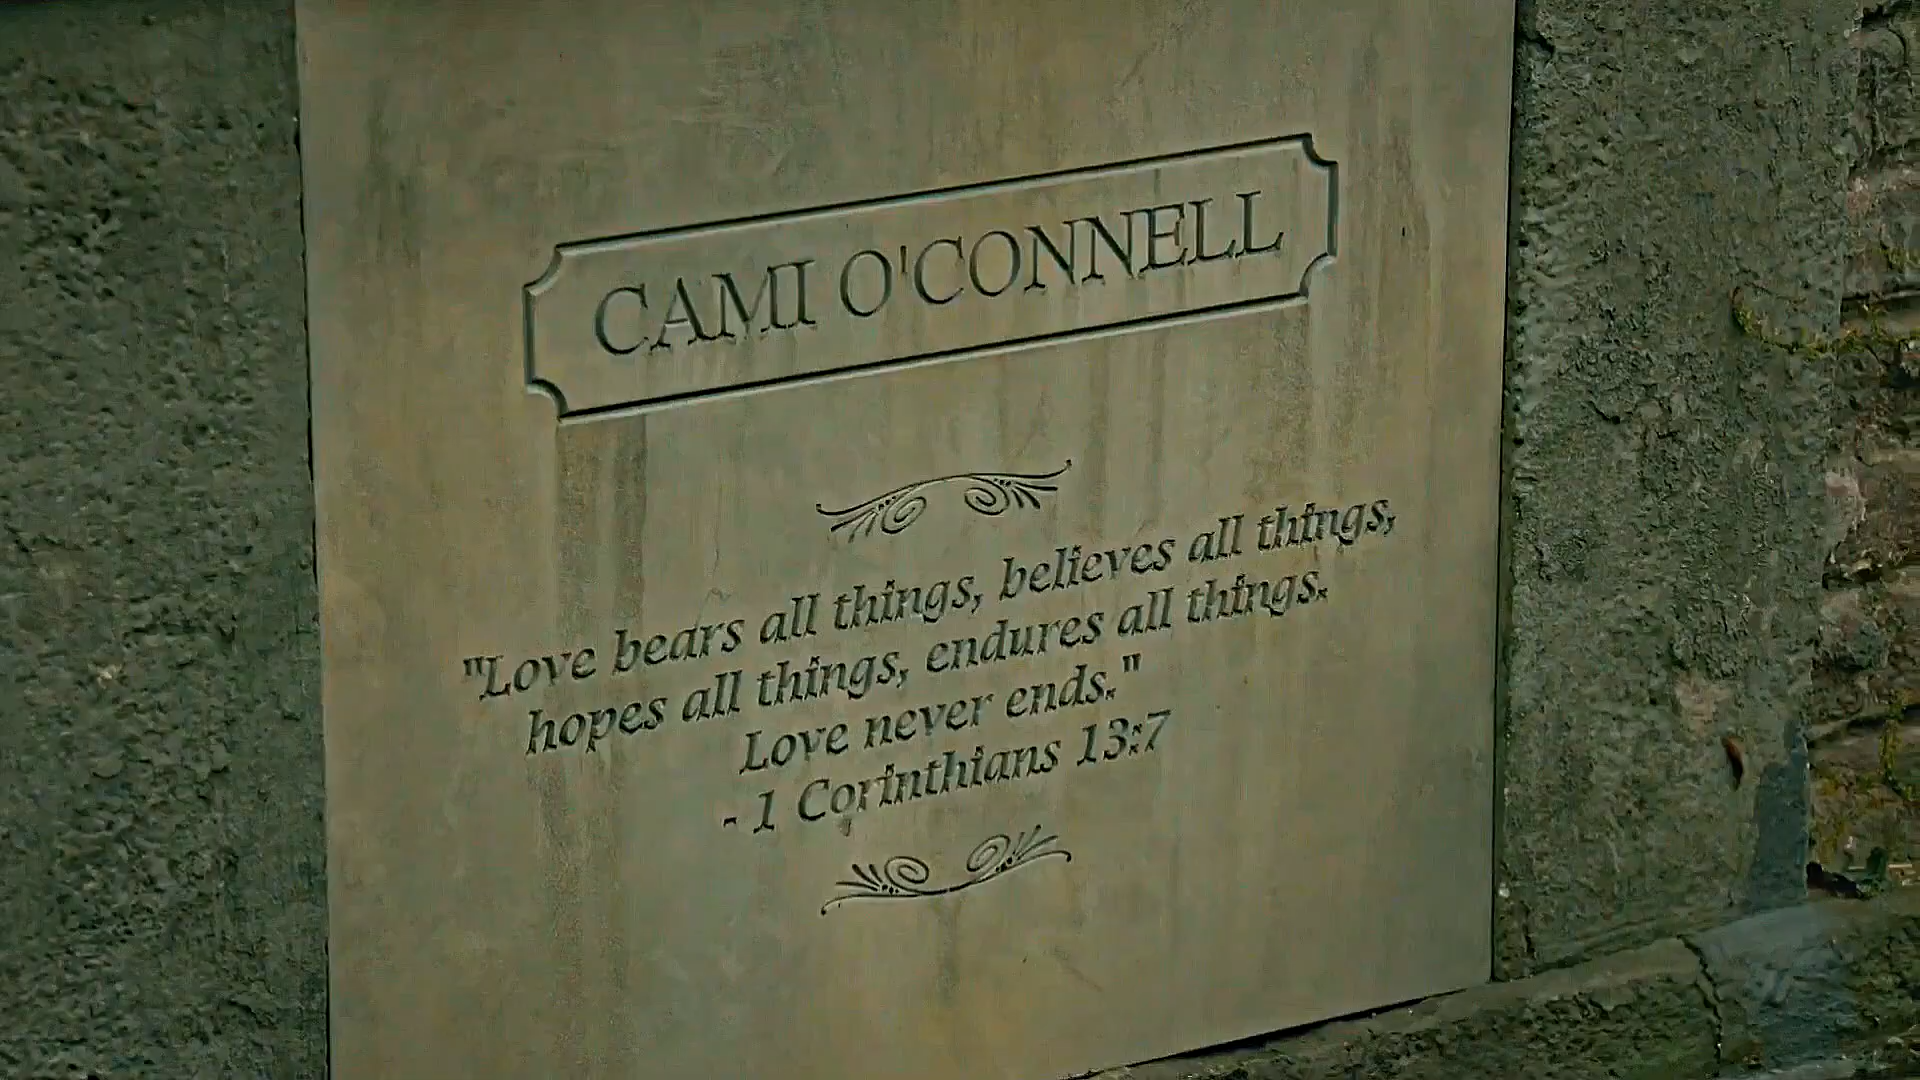 CAMI O'CONNELL
"Love bears all things, believes all things,
hopes all things, endures all things.
Love never ends."
- 1 Corinthians 13:7